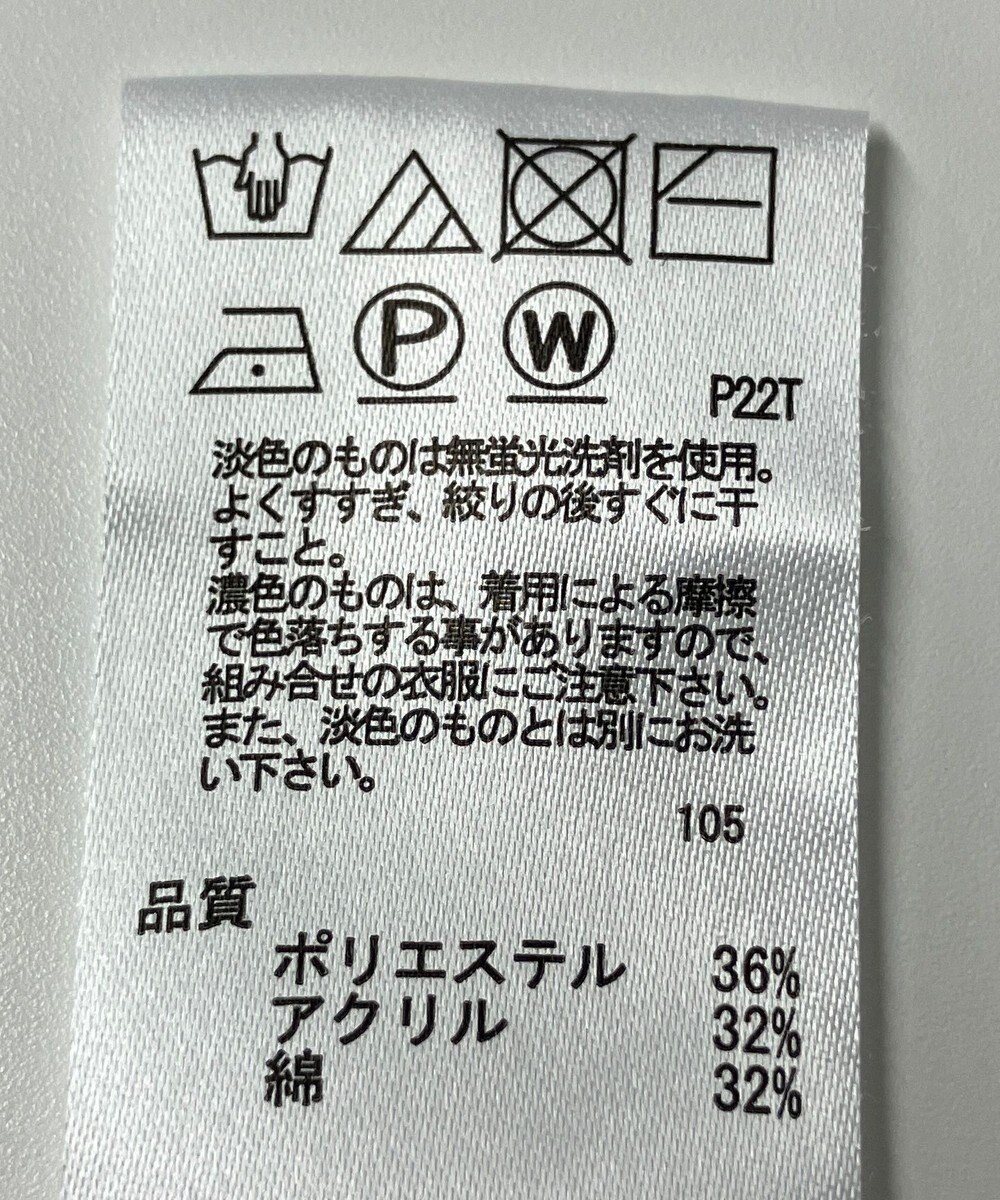 P W
P22T
淡色のものは無蛍光洗剤を使用。
よくすすぎ、絞りの後すぐに干
すこと。
濃色のものは、着用による摩擦
で色落ちする事がありますので、
組み合せの衣服にご注意下さい。
また、淡色のものとは別にお洗
い下さい。
105
品質
ポリエステル 36%
アクリル 32%
綿 32%